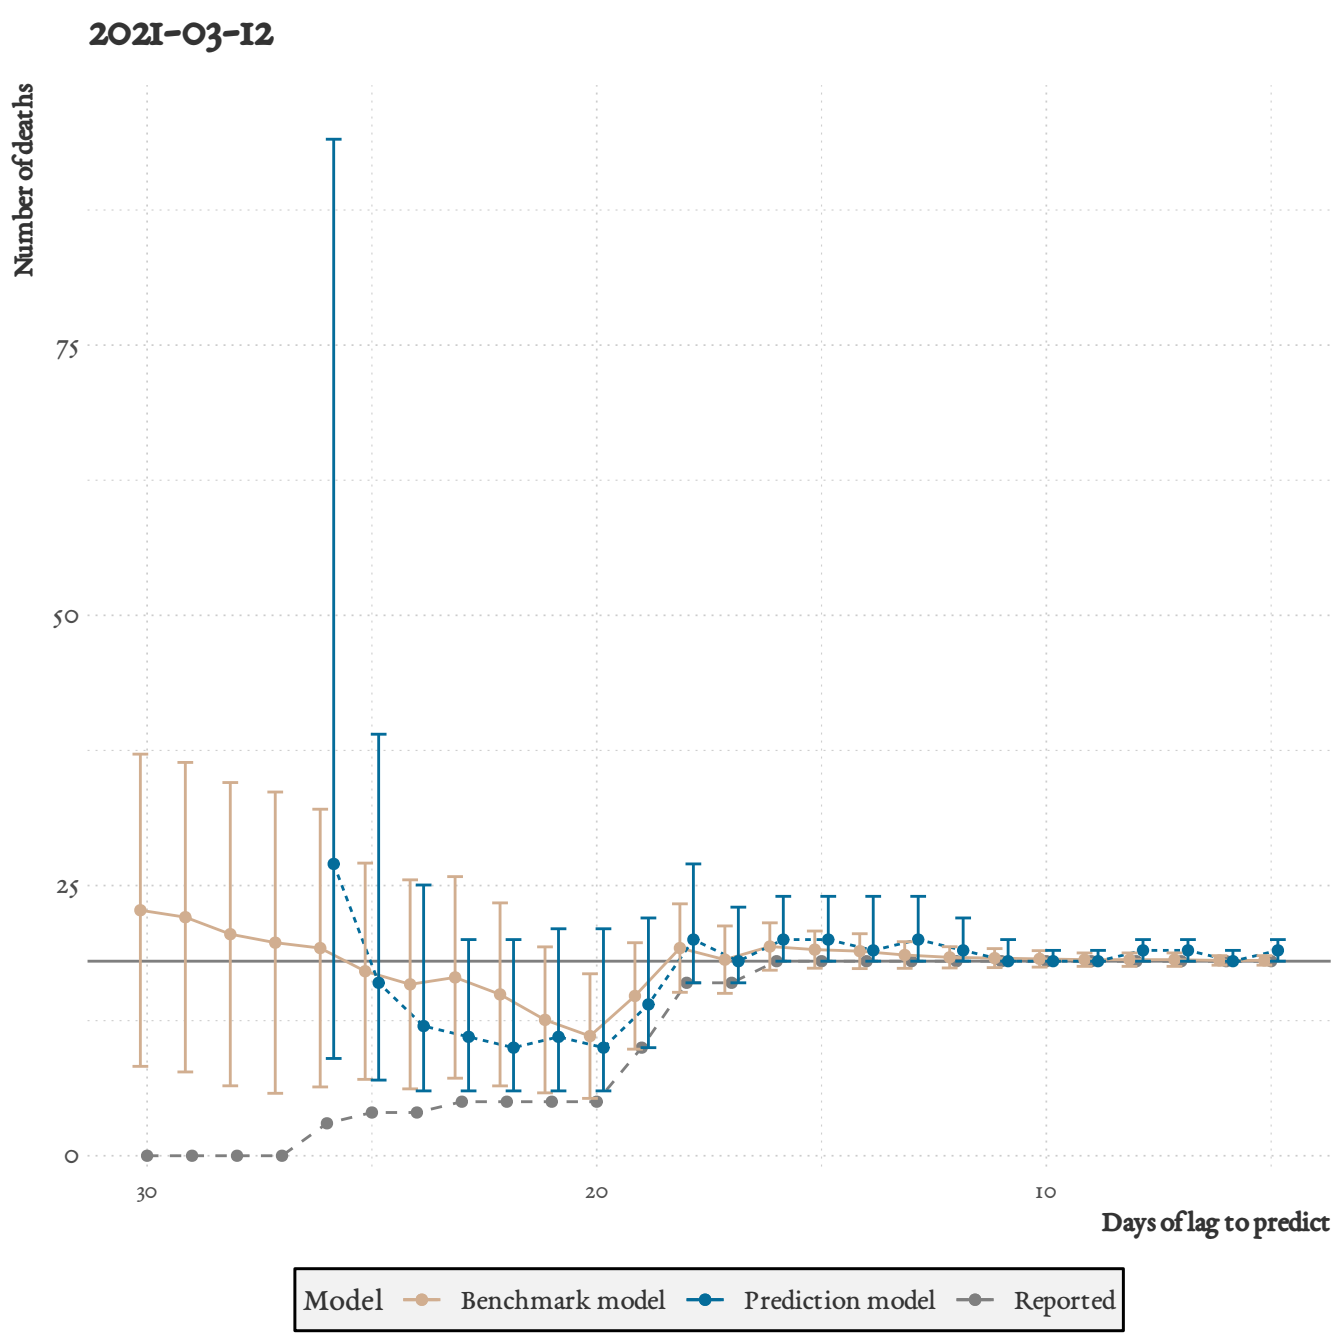 2021-03-12
Number of deaths
75
50
25
0
30 20 10
Days of lag to predict
Model Benchmark model Prediction model Reported